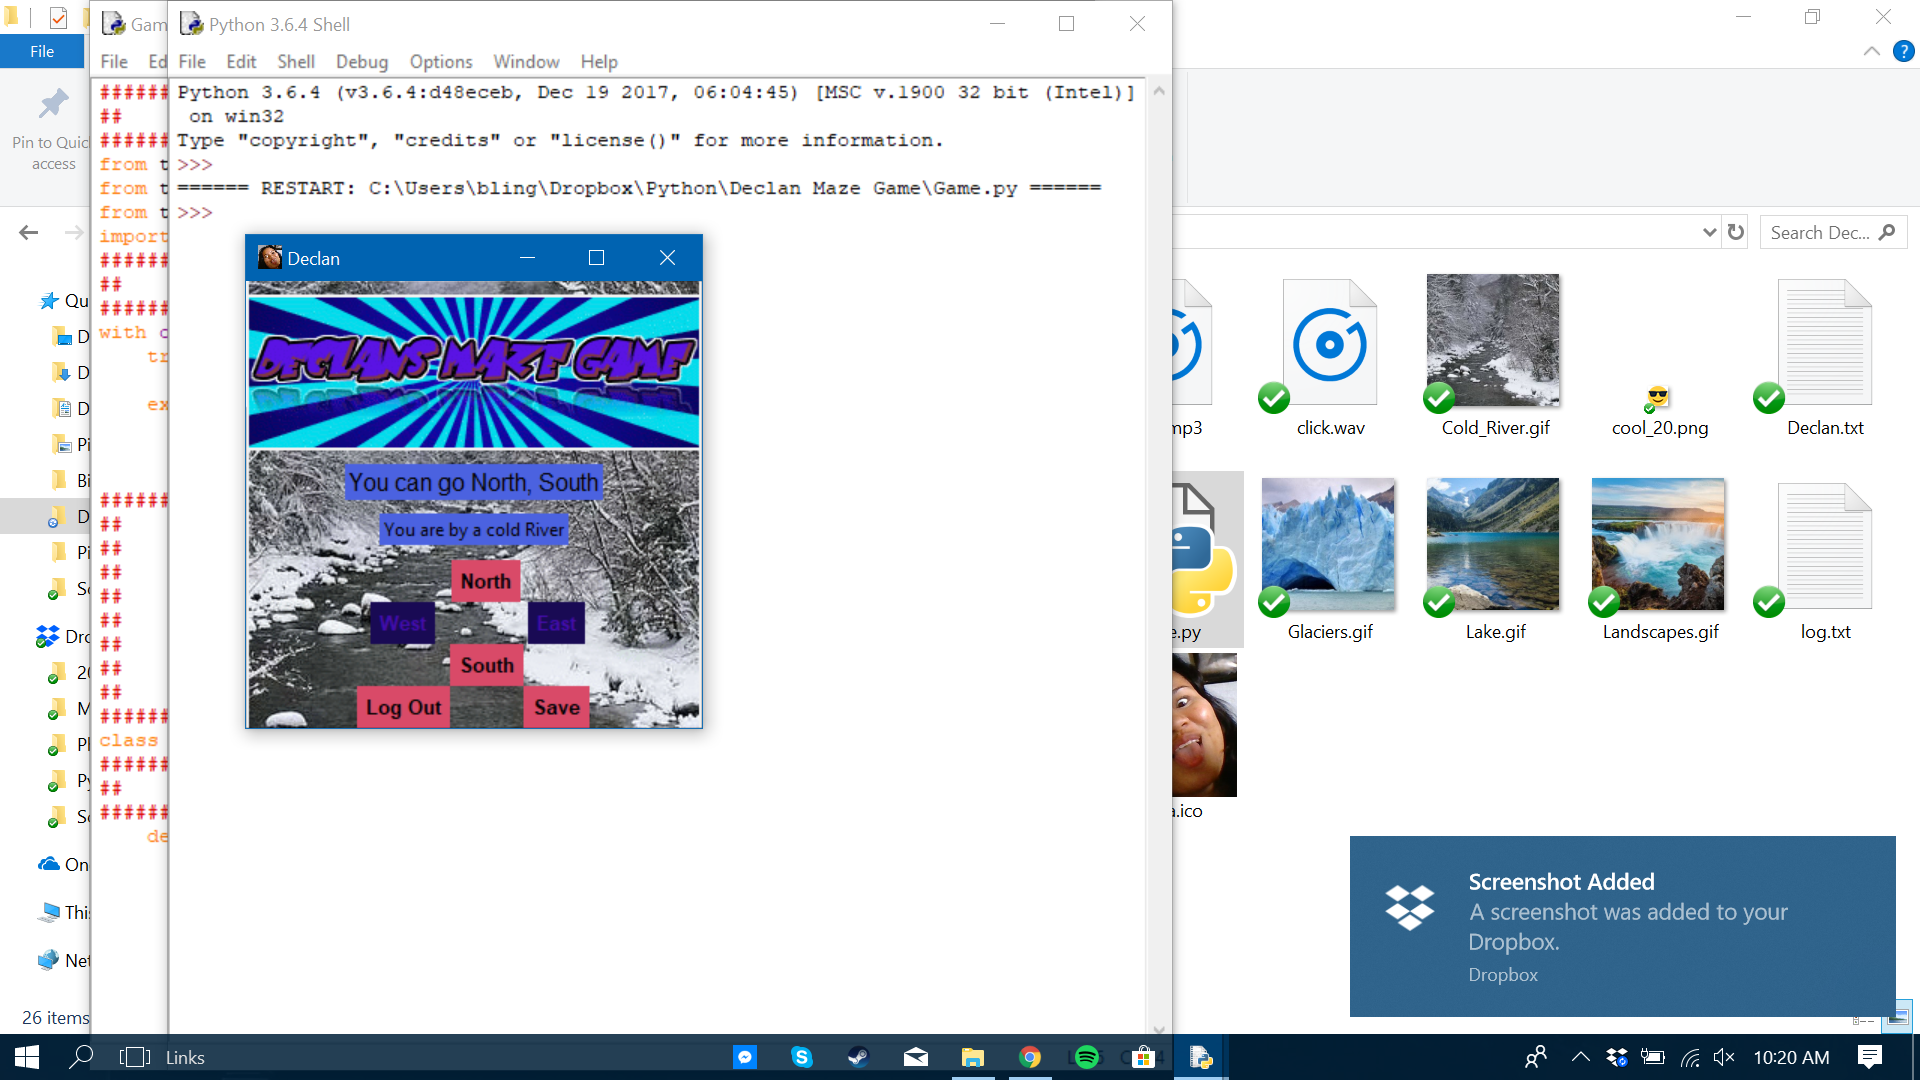 File
Pin to Quic
access
Qu
D
D
D
Pi
Bi
D
Pi
Sc
Dro
20
M
Pl
Py
Sc
On
Thi
Net
26 items
Gam
File Ed
#######
##
#######
from t
from t
from t
import
#######
##
#######
with c
tr
ex
#######
##
##
##
##
##
##
##
##
#######
class
#######
##
#######
de
Python 3.6.4 Shell
File Edit Shell Debug Options Window Help
Python 3.6.4 (v3.6.4:d48eceb, Dec 19 2017, 06:04:45) [MSC v.1900 32 bit (Intel)]
on win32
Type "copyright", "credits" or "license()" for more information.
>>>
====== RESTART: C:\Users\bling\Dropbox\Python\Declan Maze Game\Game.py ======
>>>
Declan
DECLANS MAZE GAME
You can go North, South
You are by a cold River
North
West East
South
Log Out Save
Search Dec...
mp3 click.wav Cold_River.gif cool_20.png Declan.txt
e.py Glaciers.gif Lake.gif Landscapes.gif log.txt
a.ico
Screenshot Added
A screenshot was added to your
Dropbox.
Dropbox
Links
10:20 AM